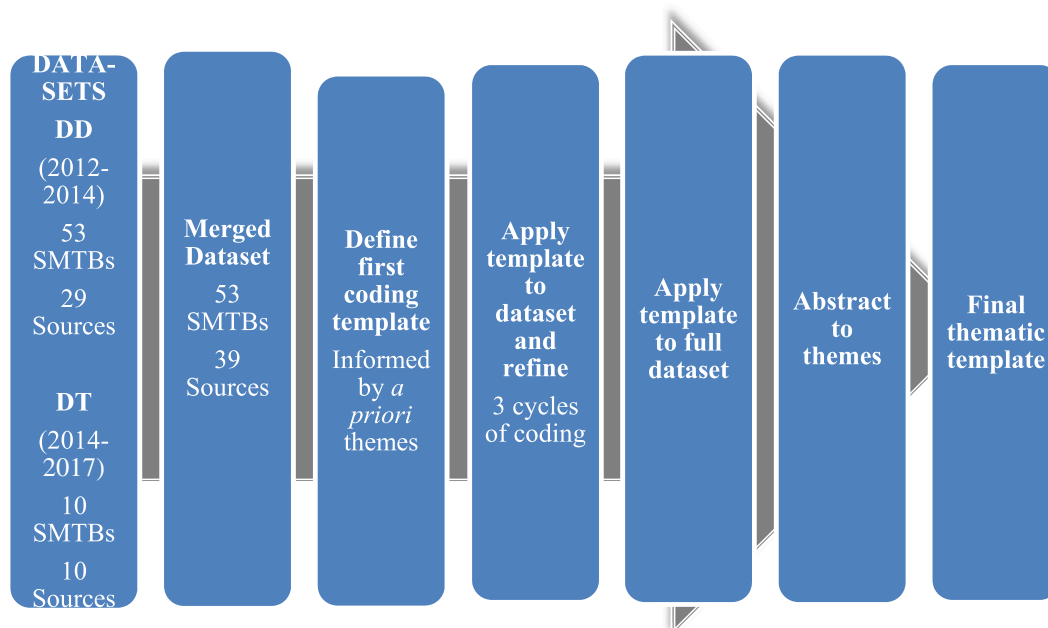 DATA-
SETS
DD
(2012-
2014)
53
SMTBs
29
Sources
DT
(2014-
2017)
10
SMTBs
10
Sources
Merged
Dataset
53
SMTBs
39
Sources
Define
first
coding
template
Informed
by a
priori
themes
Apply
template
to
dataset
and
refine
3 cycles
of coding
Apply
template
to full
dataset
Abstract
to
themes
Final
thematic
template